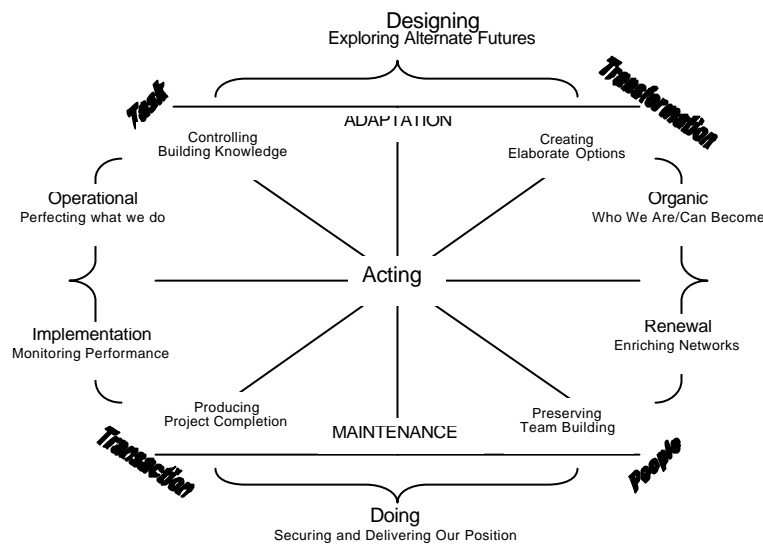 Designing
Exploring Alternate Futures
Task
Transformation
ADAPTATION
Controlling
Building Knowledge
Creating
Elaborate Options
Operational
Perfecting what we do
Organic
Who We Are/Can Become
Acting
Implementation
Monitoring Performance
Renewal
Enriching Networks
Producing
Project Completion
MAINTENANCE
Preserving
Team Building
Transaction
People
Doing
Securing and Delivering Our Position